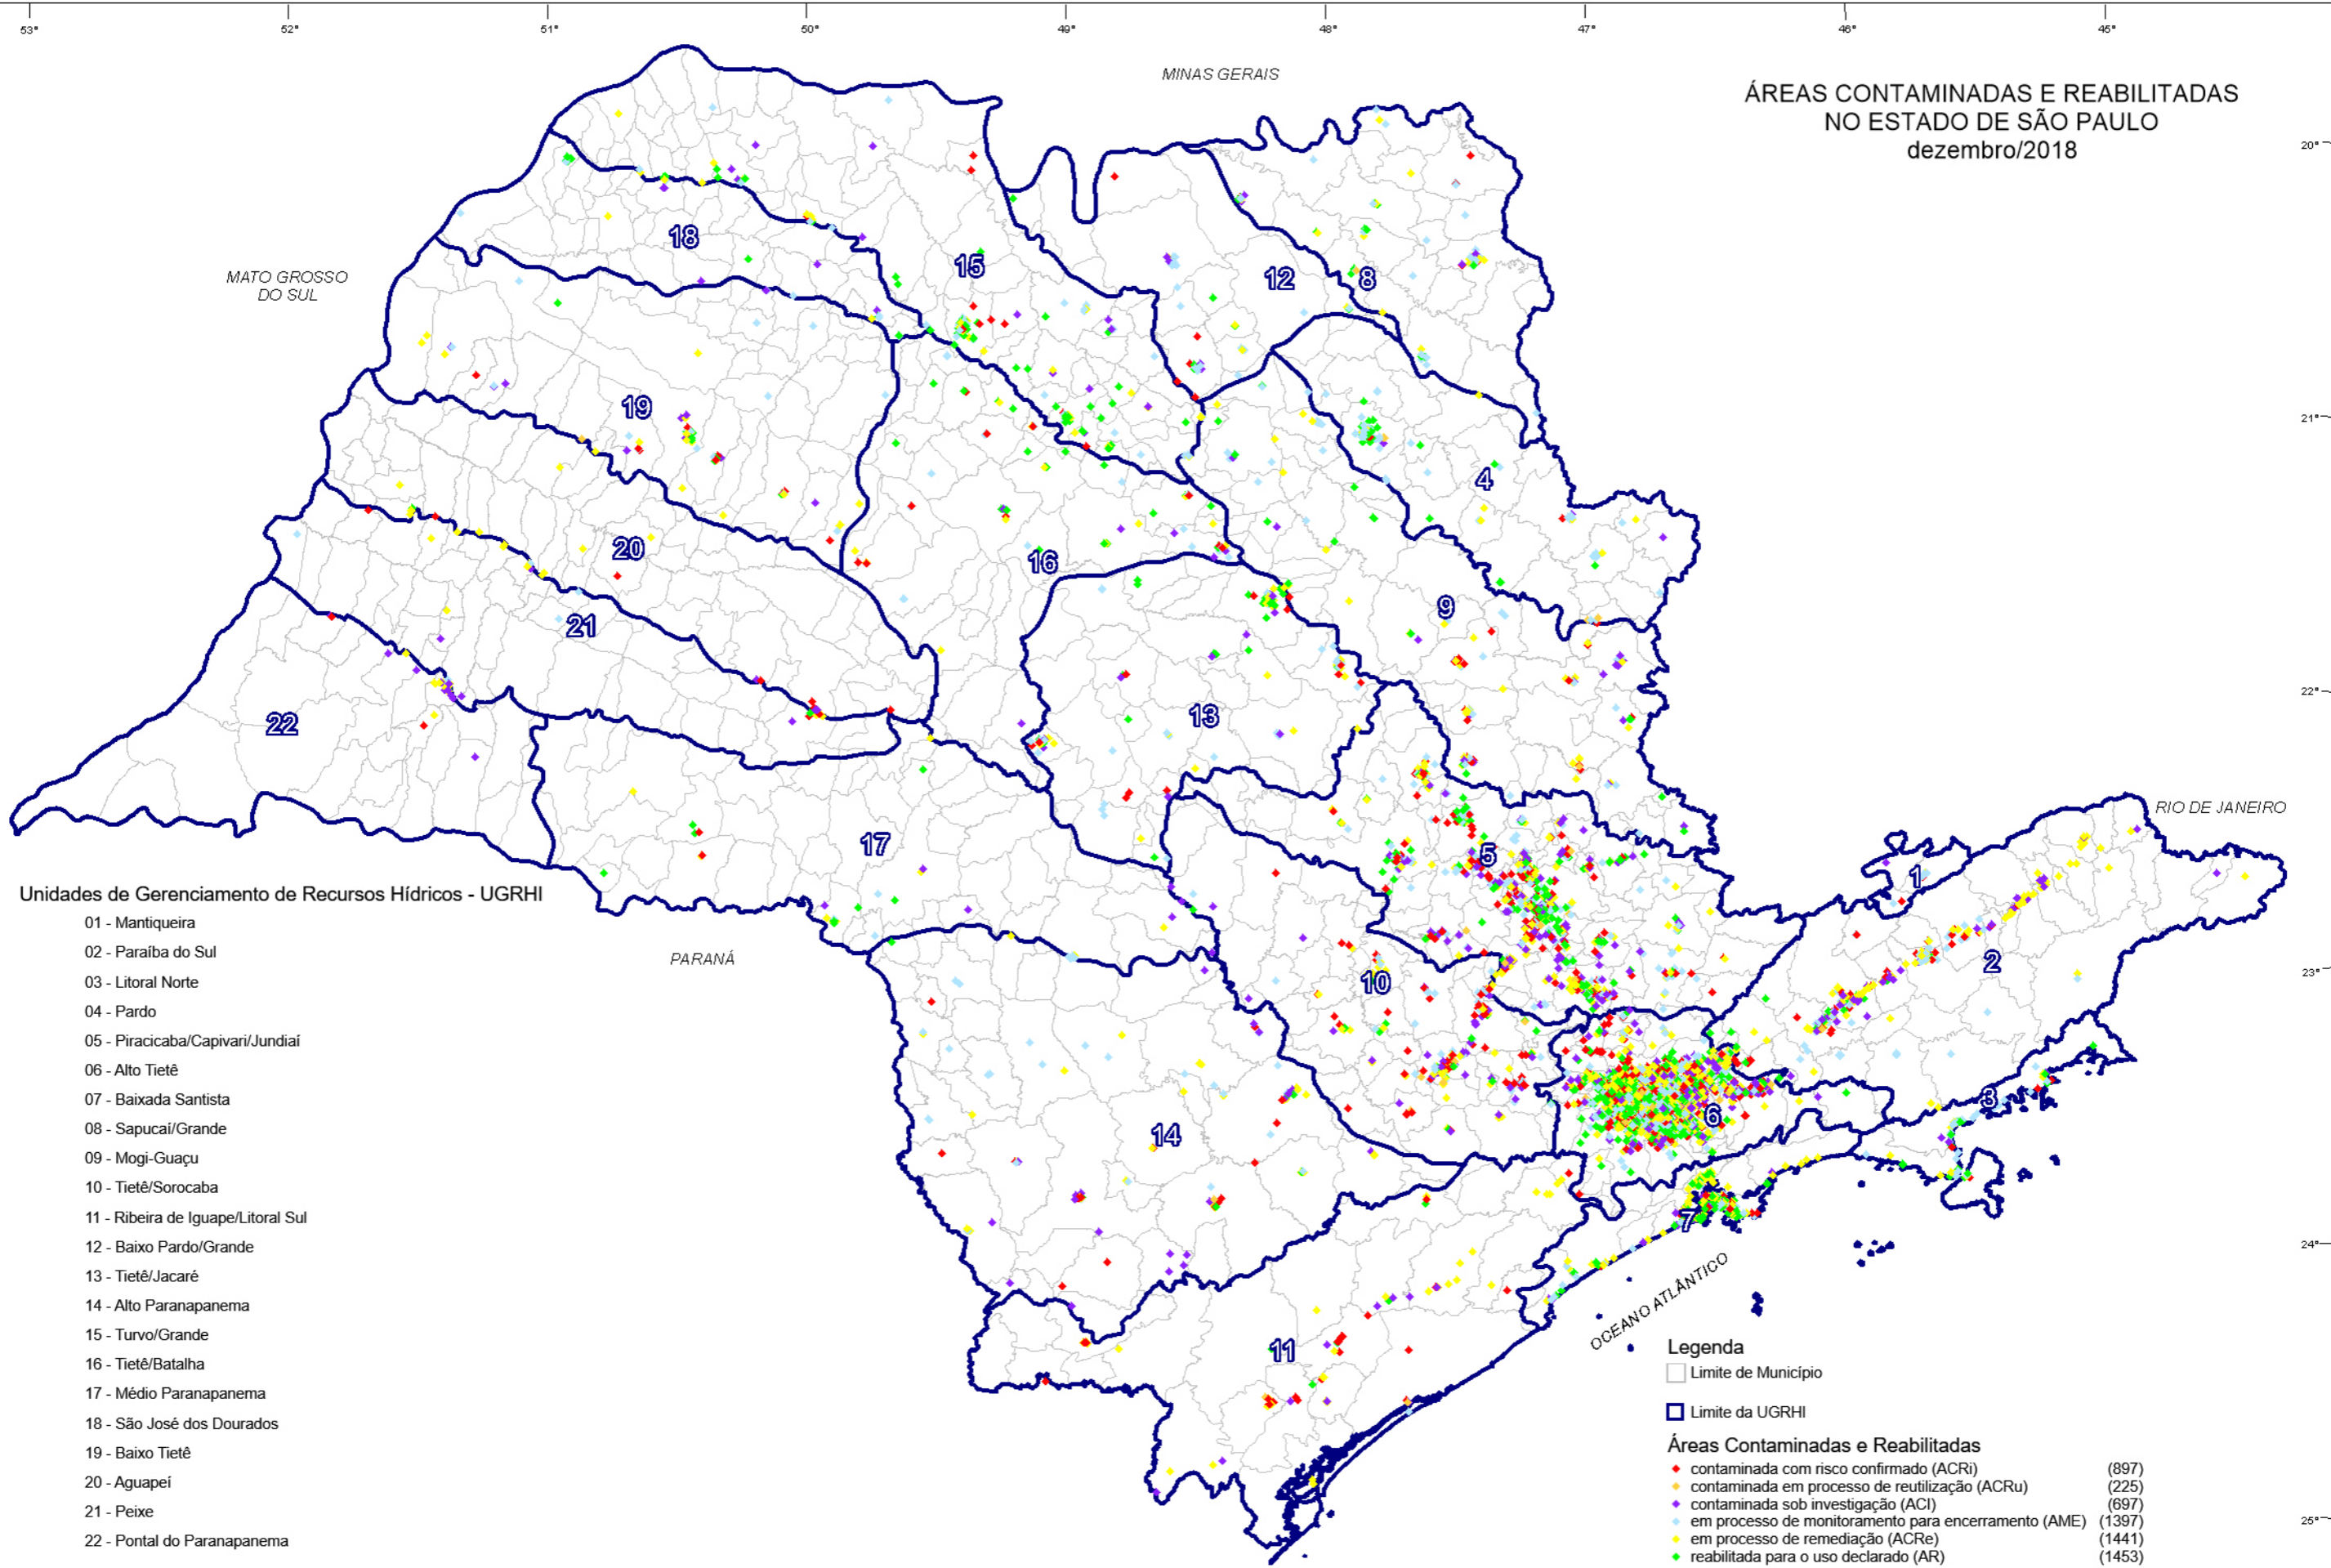 53° 52° 51° 50° 49° 48° 47° 46° 45°
MINAS GERAIS
ÁREAS CONTAMINADAS E REABILITADAS
NO ESTADO DE SÃO PAULO
dezembro/2018
20°
MATO GROSSO
DO SUL
18
15
12
8
19
21°
4
20
16
9
21
22°
22
13
RIO DE JANEIRO
17
5
1
PARANÁ
10
2
23°
14
6
3
7
24°
OCEANO ATLÂNTICO
11
25°
Unidades de Gerenciamento de Recursos Hídricos - UGRHI
01 - Mantiqueira
02 - Paraíba do Sul
03 - Litoral Norte
04 - Pardo
05 - Piracicaba/Capivari/Jundiaí
06 - Alto Tietê
07 - Baixada Santista
08 - Sapucaí/Grande
09 - Mogi-Guaçu
10 - Tietê/Sorocaba
11 - Ribeira de Iguape/Litoral Sul
12 - Baixo Pardo/Grande
13 - Tietê/Jacaré
14 - Alto Paranapanema
15 - Turvo/Grande
16 - Tietê/Batalha
17 - Médio Paranapanema
18 - São José dos Dourados
19 - Baixo Tietê
20 - Aguapeí
21 - Peixe
22 - Pontal do Paranapanema
Legenda
Limite de Município
Limite da UGRHI
Áreas Contaminadas e Reabilitadas
contaminada com risco confirmado (ACRi) (897)
contaminada em processo de reutilização (ACRu) (225)
contaminada sob investigação (ACI) (697)
em processo de monitoramento para encerramento (AME) (1397)
em processo de remediação (ACRe) (1441)
reabilitada para o uso declarado (AR) (1453)